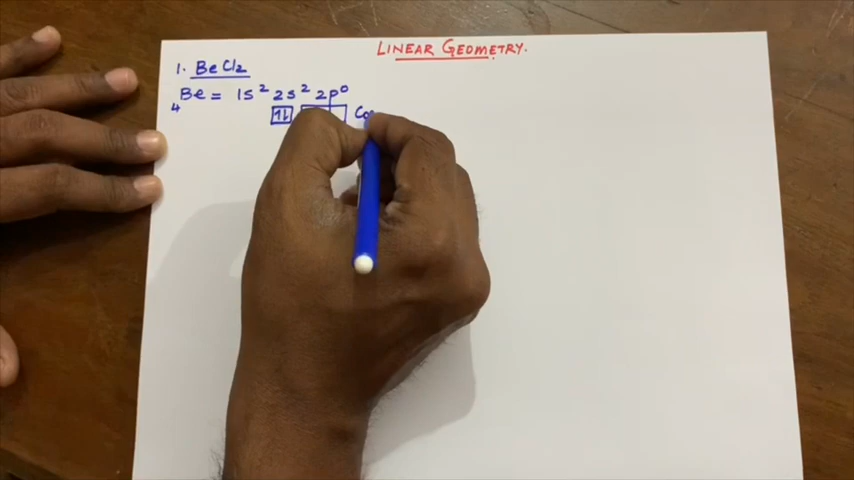 LINEAR GEOMETRY.
1. BeCl₂
₄Be = 1s² 2s² 2p⁰
↿⇂